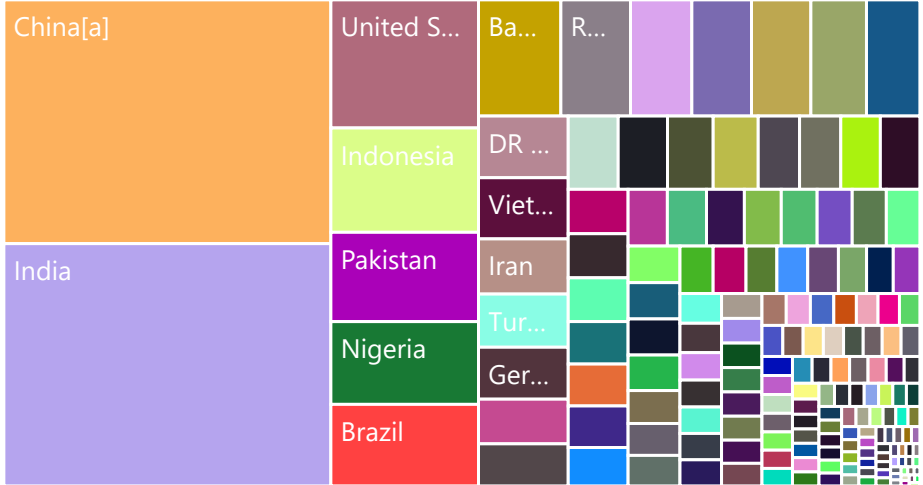 China[a]
India
United S...
Indonesia
Pakistan
Nigeria
Brazil
Ba...
R...
DR ...
Viet...
Iran
Tur...
Ger...